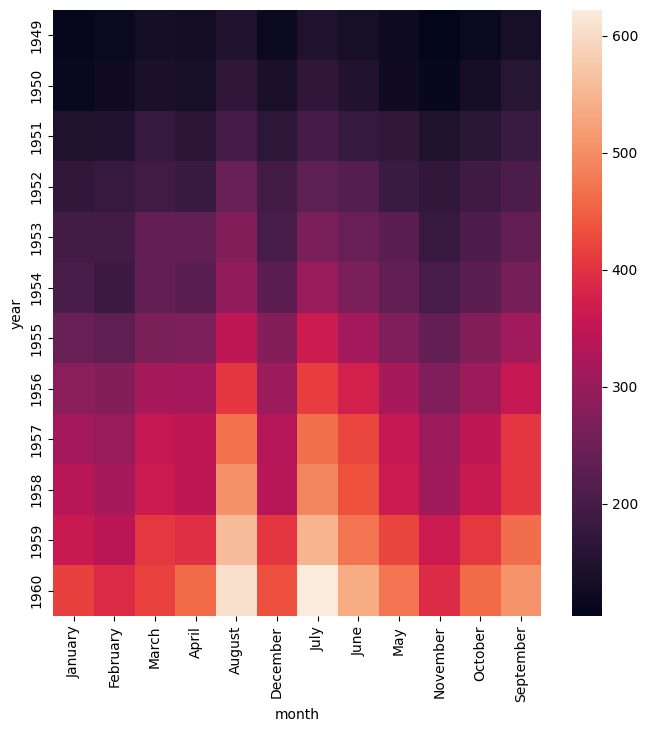 1949
1950
1951
1952
1953
1954
1955
1956
1957
1958
1959
1960
year
January
February
March
April
August
December
July
June
May
November
October
September
month
600
500
400
300
200